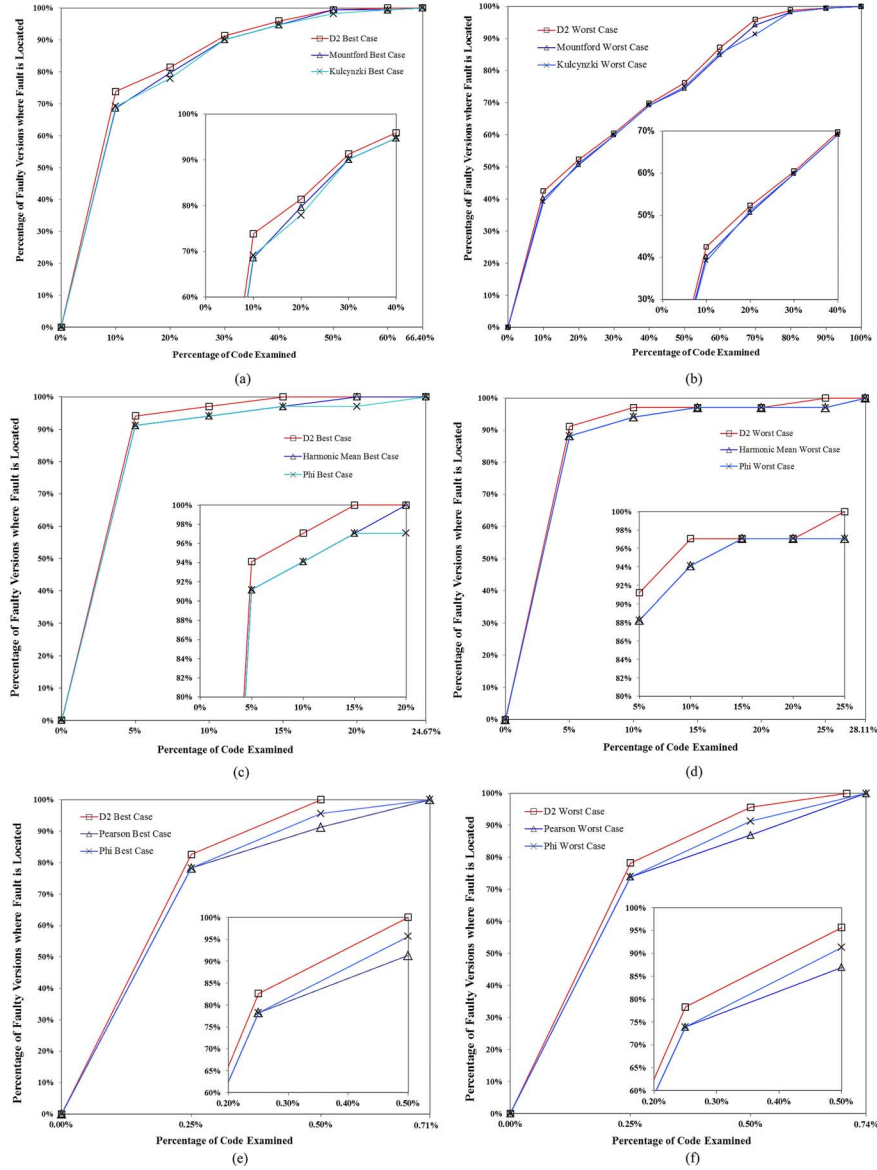 100%
90%
80%
70%
60%
50%
40%
30%
20%
10%
0%
Percentage of Faulty Versions where Fault is Located
D2 Best Case
Mountford Best Case
Kulcynzki Best Case
100%
90%
80%
70%
60%
0% 10% 20% 30% 40%
0% 10% 20% 30% 40% 50% 60% 66.40%
Percentage of Code Examined
(a)
100%
90%
80%
70%
60%
50%
40%
30%
20%
10%
0%
Percentage of Faulty Versions where Fault is Located
D2 Worst Case
Mountford Worst Case
Kulcynzki Worst Case
70%
60%
50%
40%
30%
0% 10% 20% 30% 40%
0% 10% 20% 30% 40% 50% 60% 70% 80% 90% 100%
Percentage of Code Examined
(b)
100%
90%
80%
70%
60%
50%
40%
30%
20%
10%
0%
Percentage of Faulty Versions where Fault is Located
D2 Best Case
Harmonic Mean Best Case
Phi Best Case
100%
98%
96%
94%
92%
90%
88%
86%
84%
82%
80%
0% 5% 10% 15% 20%
0% 5% 10% 15% 20% 24.67%
Percentage of Code Examined
(c)
100%
90%
80%
70%
60%
50%
40%
30%
20%
10%
0%
Percentage of Faulty Versions where Fault is Located
D2 Worst Case
Harmonic Mean Worst Case
Phi Worst Case
100%
98%
96%
94%
92%
90%
88%
86%
84%
82%
80%
5% 10% 15% 20% 25%
0% 5% 10% 15% 20% 25% 28.11%
Percentage of Code Examined
(d)
100%
90%
80%
70%
60%
50%
40%
30%
20%
10%
0%
Percentage of Faulty Versions where Fault is Located
D2 Best Case
Pearson Best Case
Phi Best Case
100%
95%
90%
85%
80%
75%
70%
65%
60%
0.20% 0.30% 0.40% 0.50%
0.00% 0.25% 0.50% 0.71%
Percentage of Code Examined
(e)
100%
90%
80%
70%
60%
50%
40%
30%
20%
10%
0%
Percentage of Faulty Versions where Fault is Located
D2 Worst Case
Pearson Worst Case
Phi Worst Case
100%
95%
90%
85%
80%
75%
70%
65%
60%
0.20% 0.30% 0.40% 0.50%
0.00% 0.25% 0.50% 0.74%
Percentage of Code Examined
(f)